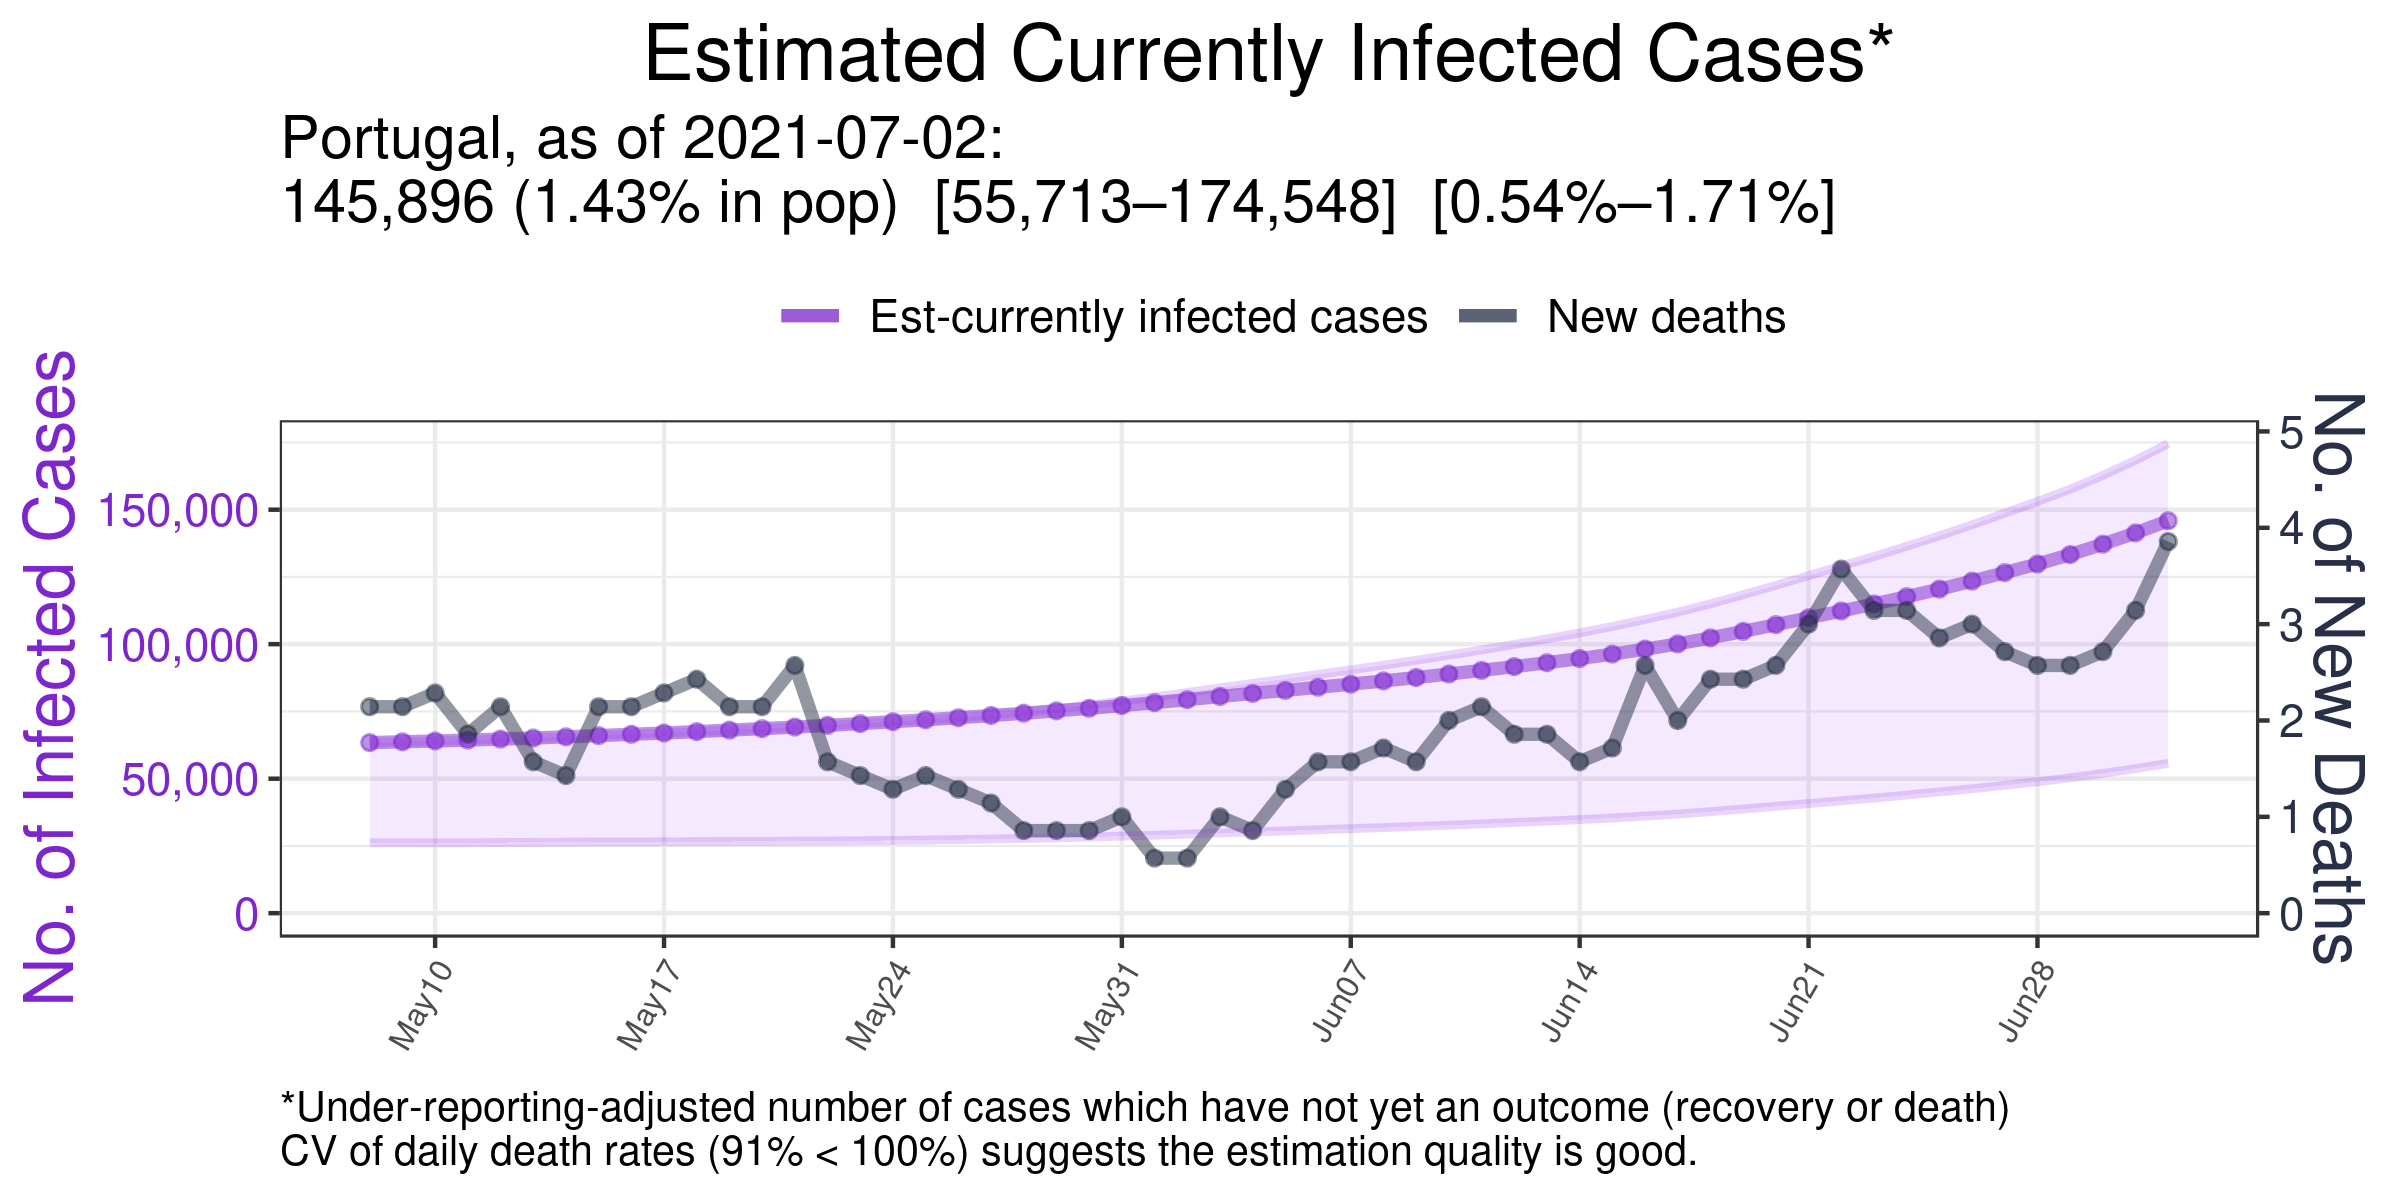 Estimated Currently Infected Cases*
Portugal, as of 2021-07-02:
145,896 (1.43% in pop)  [55,713–174,548]  [0.54%–1.71%]
Est-currently infected cases
New deaths
No. of Infected Cases
150,000
100,000
50,000
0
5
4
3
2
1
0
No. of New Deaths
May10
May17
May24
May31
Jun07
Jun14
Jun21
Jun28
*Under-reporting-adjusted number of cases which have not yet an outcome (recovery or death)
CV of daily death rates (91% < 100%) suggests the estimation quality is good.